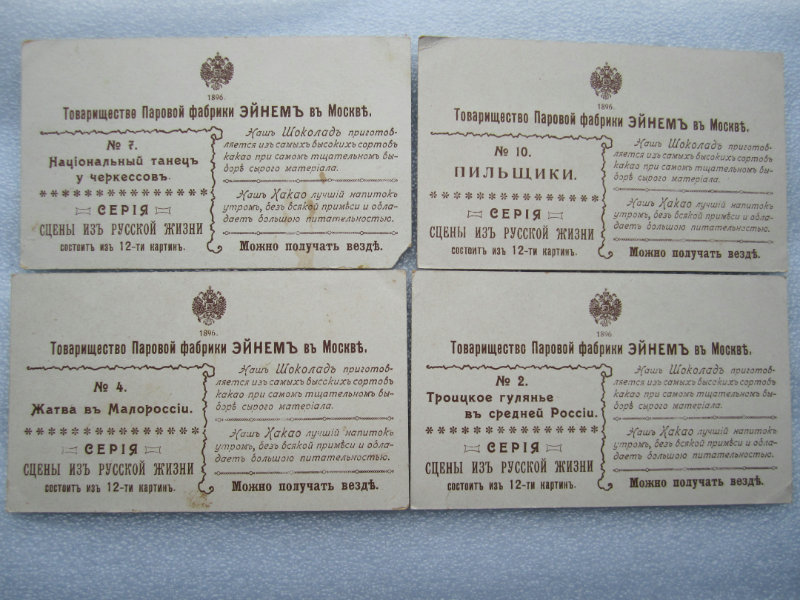 1896.
Товарищество Паровой фабрики ЭЙНЕМЪ въ Москвѣ.
№ 7.
Національный танецъ
у черкессовъ.
СЕРІЯ
СЦЕНЫ ИЗЪ РУССКОЙ ЖИЗНИ
состоитъ изъ 12-ти картинъ.
Нашъ Шоколадъ приготов-
ляется изъ самыхъ высокихъ сортовъ
какао при самомъ тщательномъ вы-
борѣ сырого матеріала.
Нашъ Какао лучшій напитокъ
утромъ, безъ всякой примѣси и обла-
даетъ большою питательностью.
Можно получать вездѣ.
1896.
Товарищество Паровой фабрики ЭЙНЕМЪ въ Москвѣ.
№ 10.
ПИЛЬЩИКИ.
СЕРІЯ
СЦЕНЫ ИЗЪ РУССКОЙ ЖИЗНИ
состоитъ изъ 12-ти картинъ.
Нашъ Шоколадъ приготов-
ляется изъ самыхъ высокихъ сортовъ
какао при самомъ тщательномъ вы-
борѣ сырого матеріала.
Нашъ Какао лучшій напитокъ
утромъ, безъ всякой примѣси и обла-
даетъ большою питательностью.
Можно получать вездѣ.
1896.
Товарищество Паровой фабрики ЭЙНЕМЪ въ Москвѣ.
№ 4.
Жатва въ Малороссіи.
СЕРІЯ
СЦЕНЫ ИЗЪ РУССКОЙ ЖИЗНИ
состоитъ изъ 12-ти картинъ.
Нашъ Шоколадъ приготов-
ляется изъ самыхъ высокихъ сортовъ
какао при самомъ тщательномъ вы-
борѣ сырого матеріала.
Нашъ Какао лучшій напитокъ
утромъ, безъ всякой примѣси и обла-
даетъ большою питательностью.
Можно получать вездѣ.
1896.
Товарищество Паровой фабрики ЭЙНЕМЪ въ Москвѣ.
№ 2.
Троицкое гулянье
въ средней Россіи.
СЕРІЯ
СЦЕНЫ ИЗЪ РУССКОЙ ЖИЗНИ
состоитъ изъ 12-ти картинъ.
Нашъ Шоколадъ приготов-
ляется изъ самыхъ высокихъ сортовъ
какао при самомъ тщательномъ вы-
борѣ сырого матеріала.
Нашъ Какао лучшій напитокъ
утромъ, безъ всякой примѣси и обла-
даетъ большою питательностью.
Можно получать вездѣ.